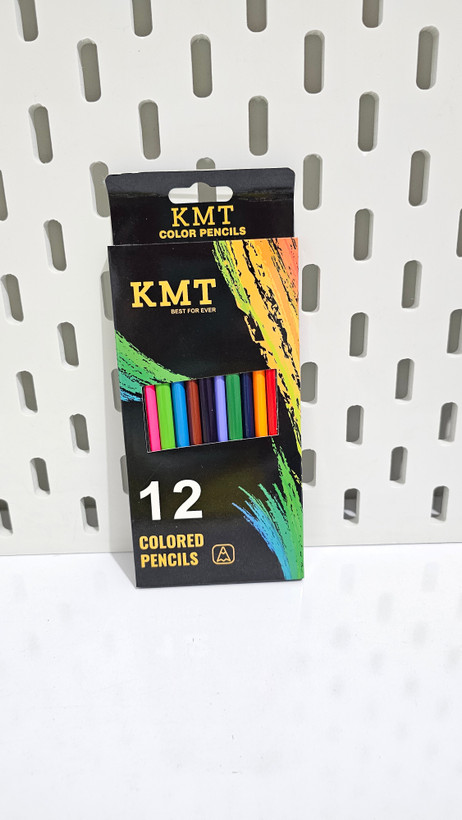 KMT
COLOR PENCILS
KMT
BEST FOR EVER
12
COLORED
PENCILS